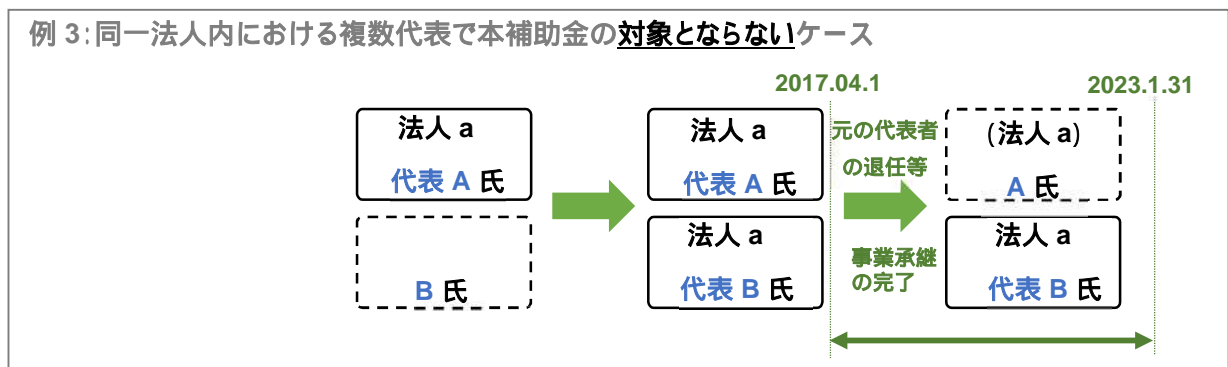 例 3：同一法人内における複数代表で本補助金の対象とならないケース
2017.04.1
2023.1.31
法人 a
代表 A 氏
B 氏
法人 a
代表 A 氏
法人 a
代表 B 氏
元の代表者
の退任等
事業承継
の完了
(法人 a)
A 氏
法人 a
代表 B 氏